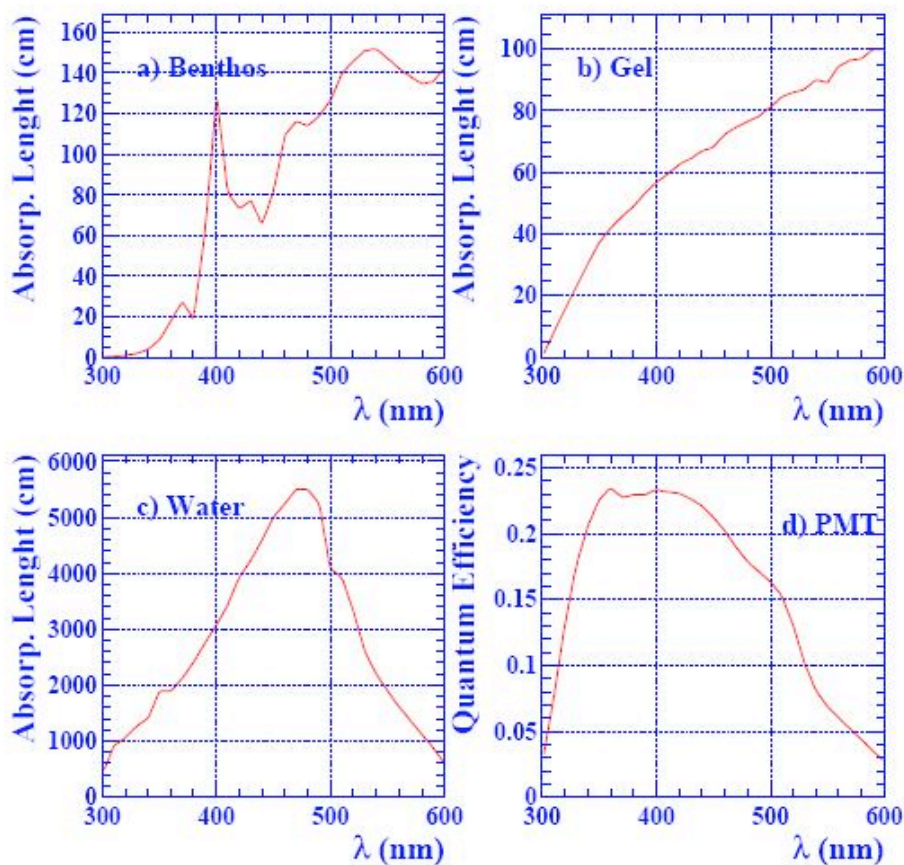 a) Benthos
Absorp. Lenght (cm)
160
140
120
100
80
60
40
20
0
300 400 500 600
λ (nm)
b) Gel
Absorp. Lenght (cm)
100
80
60
40
20
0
300 400 500 600
λ (nm)
c) Water
Absorp. Lenght (cm)
6000
5000
4000
3000
2000
1000
0
300 400 500 600
λ (nm)
d) PMT
Quantum Efficiency
0.25
0.2
0.15
0.1
0.05
0
300 400 500 600
λ (nm)